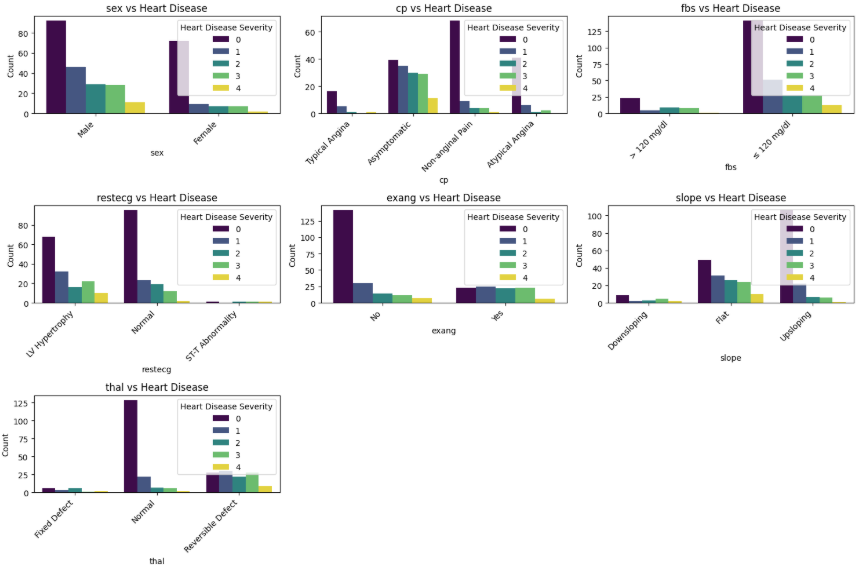 sex vs Heart Disease
Count
80
60
40
20
0
Heart Disease Severity
0
1
2
3
4
Male
Female
sex
cp vs Heart Disease
Count
60
40
20
0
Heart Disease Severity
0
1
2
3
4
Typical Angina
Asymptomatic
Non-anginal Pain
Atypical Angina
cp
fbs vs Heart Disease
Count
125
100
75
50
25
0
Heart Disease Severity
0
1
2
3
4
> 120 mg/dl
≤ 120 mg/dl
fbs
restecg vs Heart Disease
Count
80
60
40
20
0
Heart Disease Severity
0
1
2
3
4
LV Hypertrophy
Normal
ST-T Abnormality
restecg
exang vs Heart Disease
Count
125
100
75
50
25
0
Heart Disease Severity
0
1
2
3
4
No
Yes
exang
slope vs Heart Disease
Count
100
80
60
40
20
0
Heart Disease Severity
0
1
2
3
4
Downsloping
Flat
Upsloping
slope
thal vs Heart Disease
Count
125
100
75
50
25
0
Heart Disease Severity
0
1
2
3
4
Fixed Defect
Normal
Reversible Defect
thal